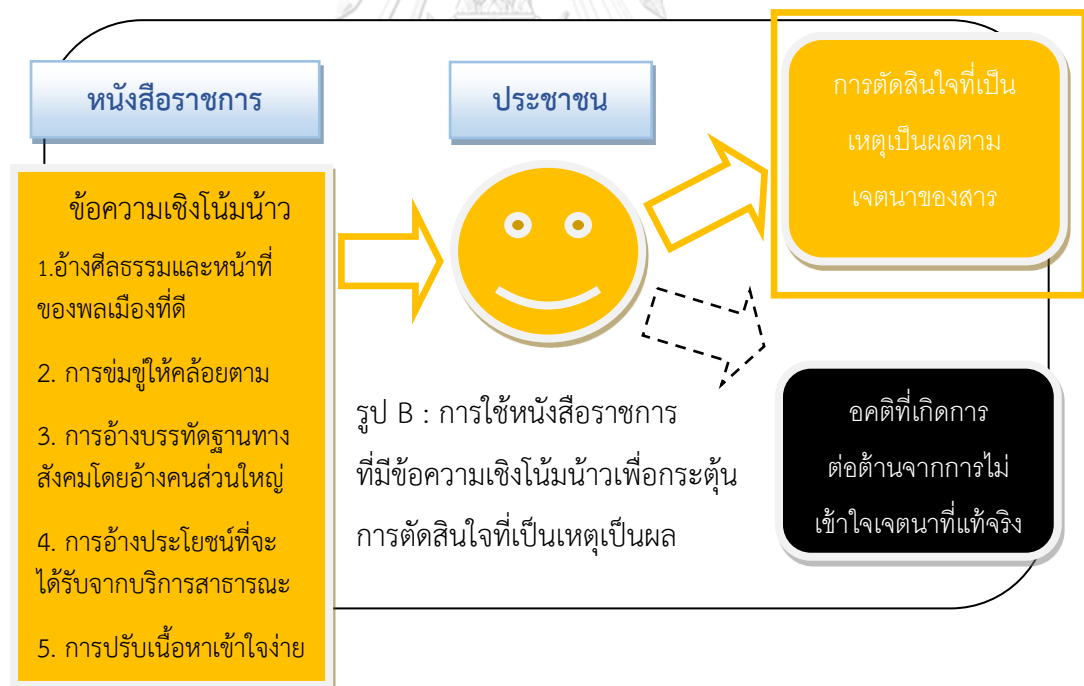 หนังสือราชการ
ประชาชน
การตัดสินใจที่เป็น
เหตุเป็นผลตาม
เจตนาของสาร
ข้อความเชิงโน้มน้าว
1.อ้างศีลธรรมและหน้าที่
ของพลเมืองที่ดี
2. การข่มขู่ให้คล้อยตาม
3. การอ้างบรรทัดฐานทาง
สังคมโดยอ้างคนส่วนใหญ่
4. การอ้างประโยชน์ที่จะ
ได้รับจากบริการสาธารณะ
5. การปรับเนื้อหาเข้าใจง่าย
รูป B : การใช้หนังสือราชการ
ที่มีข้อความเชิงโน้มน้าวเพื่อกระตุ้น
การตัดสินใจที่เป็นเหตุเป็นผล
อคติที่เกิดการ
ต่อต้านจากการไม่
เข้าใจเจตนาที่แท้จริง